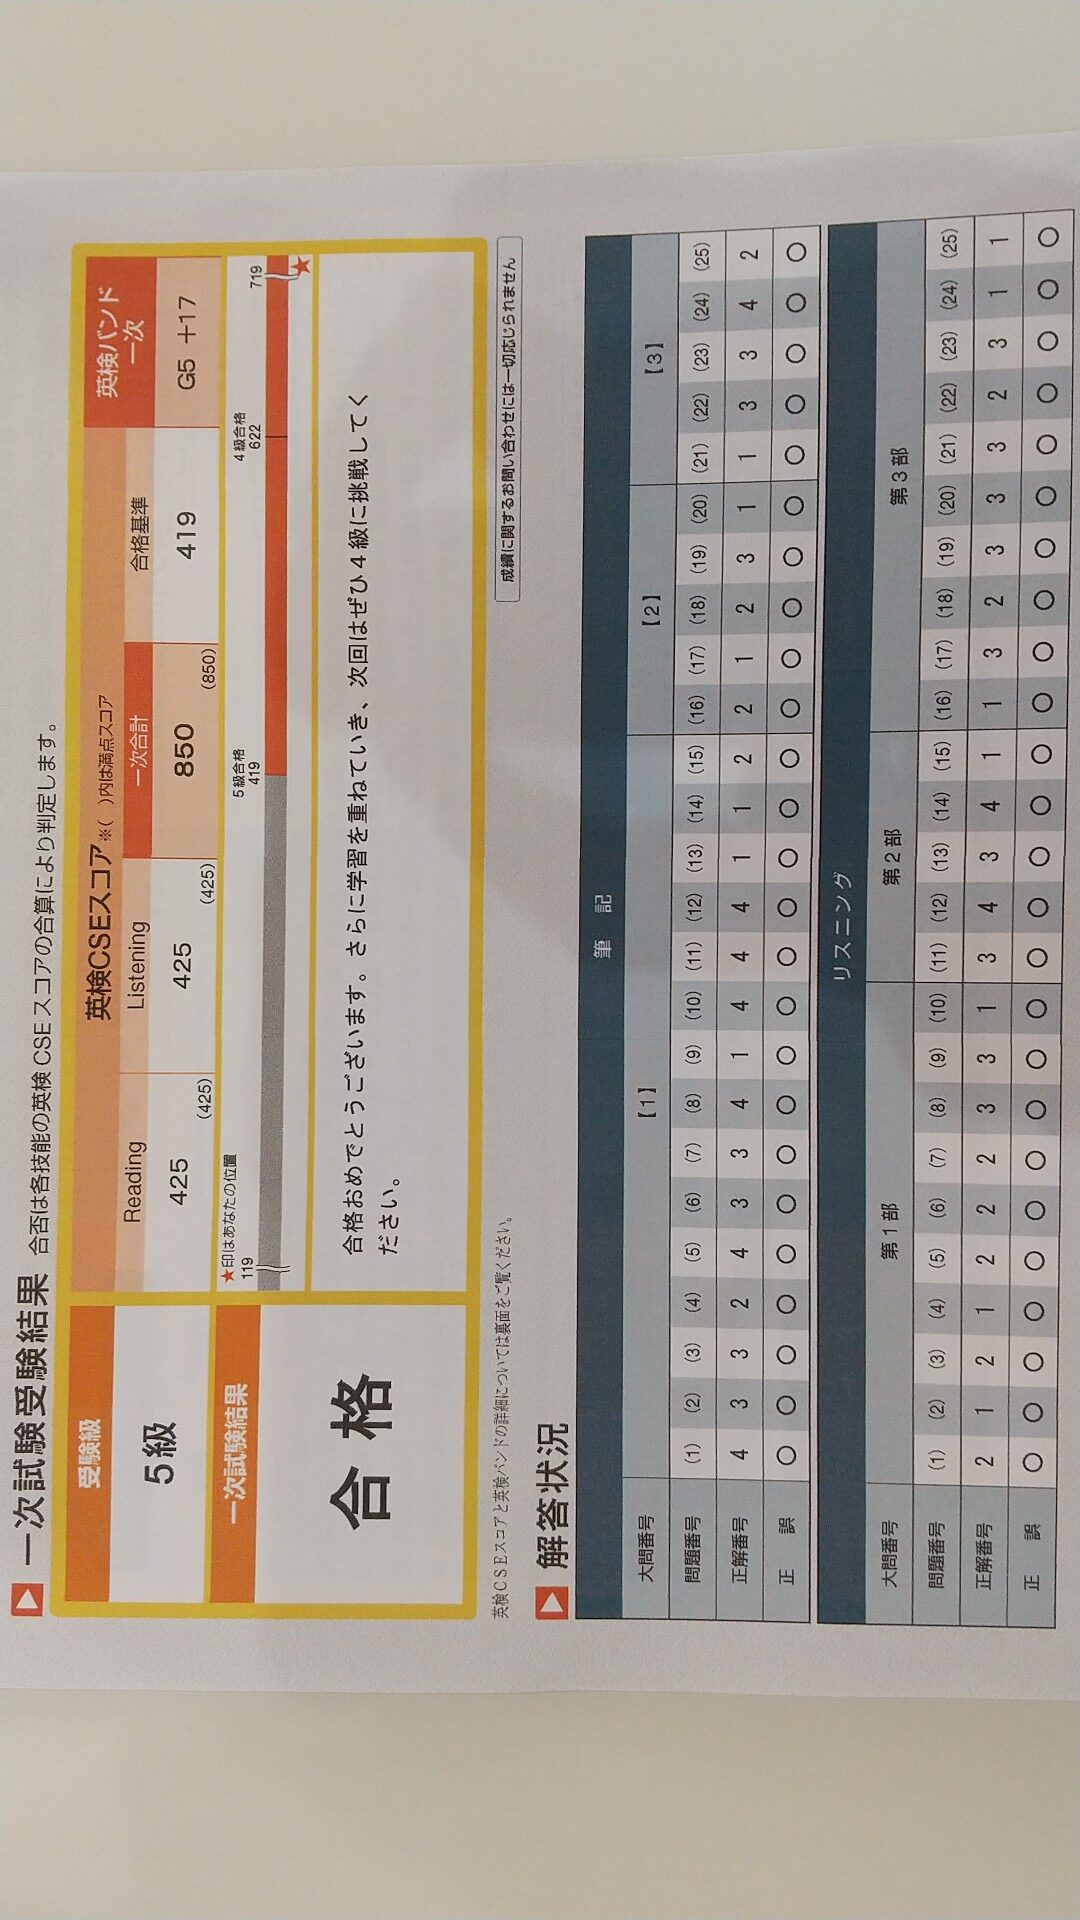 一次試験受験結果 合否は各技能の英検CSEスコアの合算により判定します。
受験級
5級
英検CSEスコア ※( )内は満点スコア
英検バンド
一次
Reading Listening 一次合計 合格基準
425 425 850 419 G5 +17
(425) (425) (850)
★印はあなたの位置
119
5級合格
419
4級合格
622
719
★
一次試験結果
合格
合格おめでとうございます。さらに学習を重ねていき、次回はぜひ4級に挑戦してく
ださい。
英検CSEスコアと英検バンドの詳細については裏面をご覧ください。
成績に関するお問い合わせには一切応じられません
解答状況
筆 記
大問番号 【1】 【2】 【3】
問題番号 (1) (2) (3) (4) (5) (6) (7) (8) (9) (10) (11) (12) (13) (14) (15) (16) (17) (18) (19) (20) (21) (22) (23) (24) (25)
正解番号 4 3 3 2 4 3 3 4 1 4 4 4 1 1 2 2 1 2 3 1 1 3 3 4 2
正 誤 ○ ○ ○ ○ ○ ○ ○ ○ ○ ○ ○ ○ ○ ○ ○ ○ ○ ○ ○ ○ ○ ○ ○ ○ ○
リスニング
大問番号 第1部 第2部 第3部
問題番号 (1) (2) (3) (4) (5) (6) (7) (8) (9) (10) (11) (12) (13) (14) (15) (16) (17) (18) (19) (20) (21) (22) (23) (24) (25)
正解番号 2 1 2 1 2 2 2 3 3 1 3 4 3 4 1 1 3 2 3 3 3 2 3 1 1
正 誤 ○ ○ ○ ○ ○ ○ ○ ○ ○ ○ ○ ○ ○ ○ ○ ○ ○ ○ ○ ○ ○ ○ ○ ○ ○